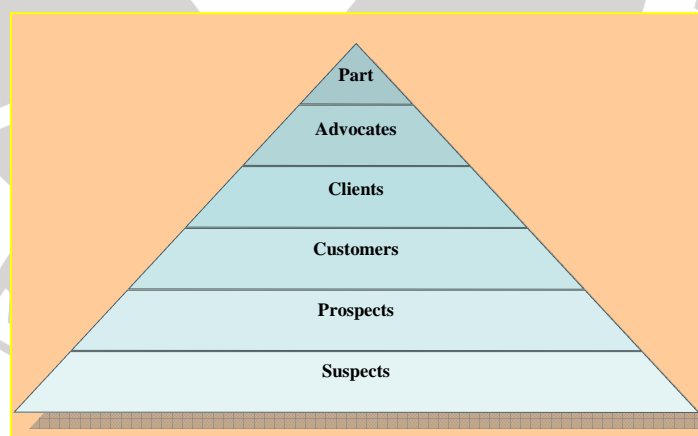 Part
Advocates
Clients
Customers
Prospects
Suspects